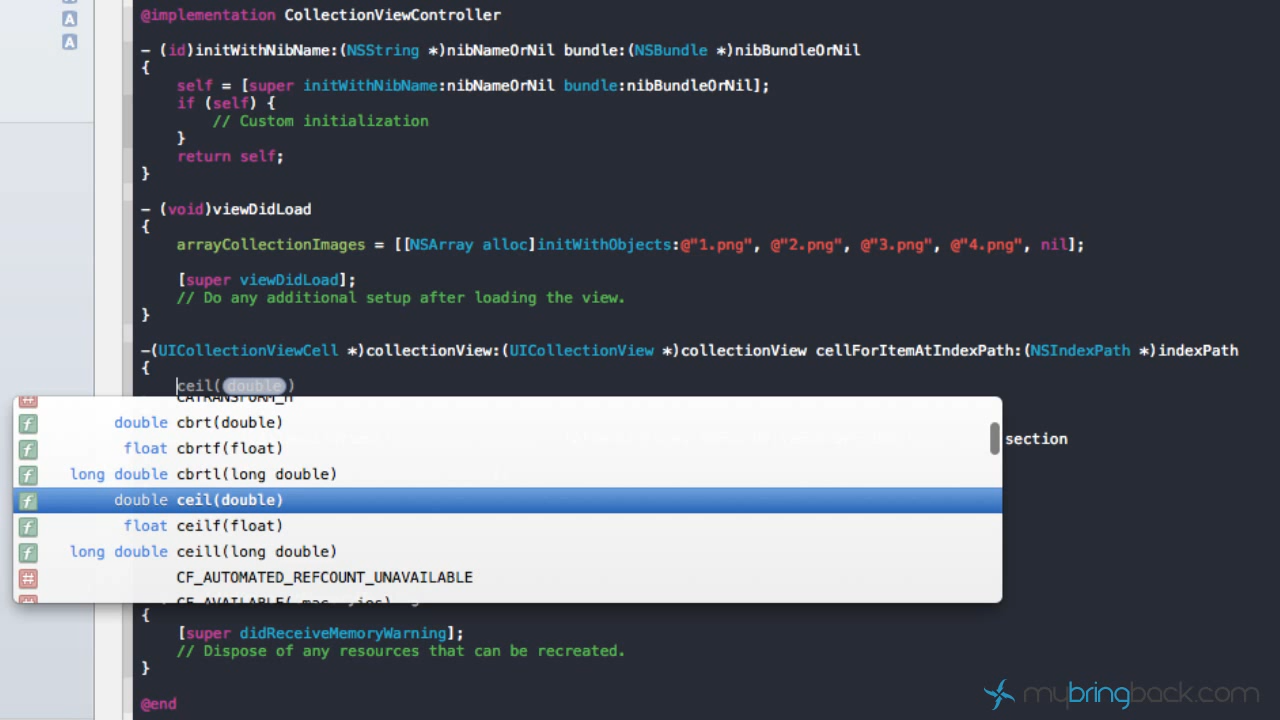 A
A
@implementation CollectionViewController
- (id)initWithNibName:(NSString *)nibNameOrNil bundle:(NSBundle *)nibBundleOrNil
{
self = [super initWithNibName:nibNameOrNil bundle:nibBundleOrNil];
if (self) {
// Custom initialization
}
return self;
}
- (void)viewDidLoad
{
arrayCollectionImages = [[NSArray alloc]initWithObjects:@"1.png", @"2.png", @"3.png", @"4.png", nil];
[super viewDidLoad];
// Do any additional setup after loading the view.
}
-(UICollectionViewCell *)collectionView:(UICollectionView *)collectionView cellForItemAtIndexPath:(NSIndexPath *)indexPath
{
ceil(double)
CATRANSFORM_H
f double cbrt(double)
section
f float cbrtf(float)
f long double cbrtl(long double)
f double ceil(double)
f float ceilf(float)
f long double ceill(long double)
# CF_AUTOMATED_REFCOUNT_UNAVAILABLE
{
[super didReceiveMemoryWarning];
// Dispose of any resources that can be recreated.
}
@end
mybringback.com